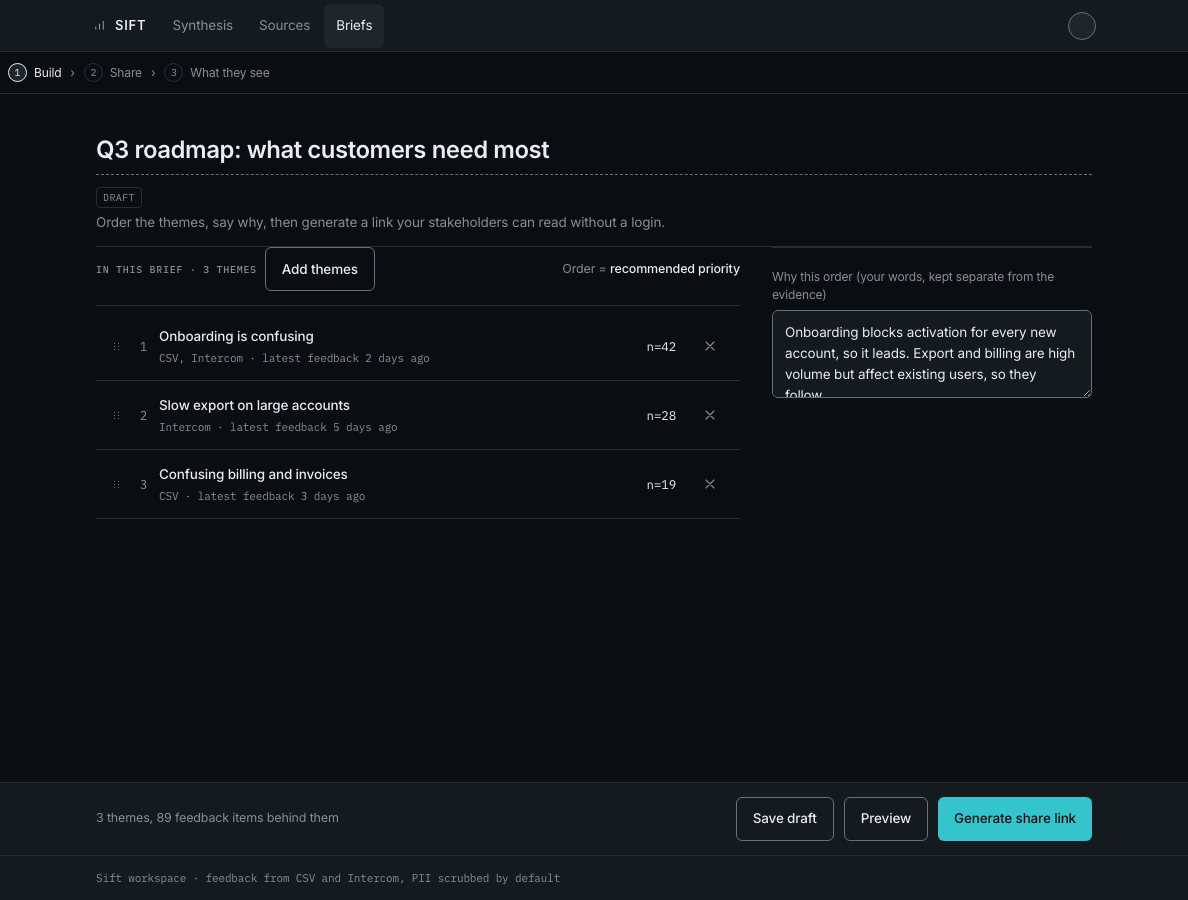 SIFT Synthesis Sources Briefs
1 Build › 2 Share › 3 What they see
Q3 roadmap: what customers need most
DRAFT
Order the themes, say why, then generate a link your stakeholders can read without a login.
IN THIS BRIEF · 3 THEMES Add themes Order = recommended priority
1 Onboarding is confusing n=42
CSV, Intercom · latest feedback 2 days ago
2 Slow export on large accounts n=28
Intercom · latest feedback 5 days ago
3 Confusing billing and invoices n=19
CSV · latest feedback 3 days ago
Why this order (your words, kept separate from the
evidence)
Onboarding blocks activation for every new
account, so it leads. Export and billing are high
volume but affect existing users, so they
follow
3 themes, 89 feedback items behind them Save draft Preview Generate share link
Sift workspace · feedback from CSV and Intercom, PII scrubbed by default